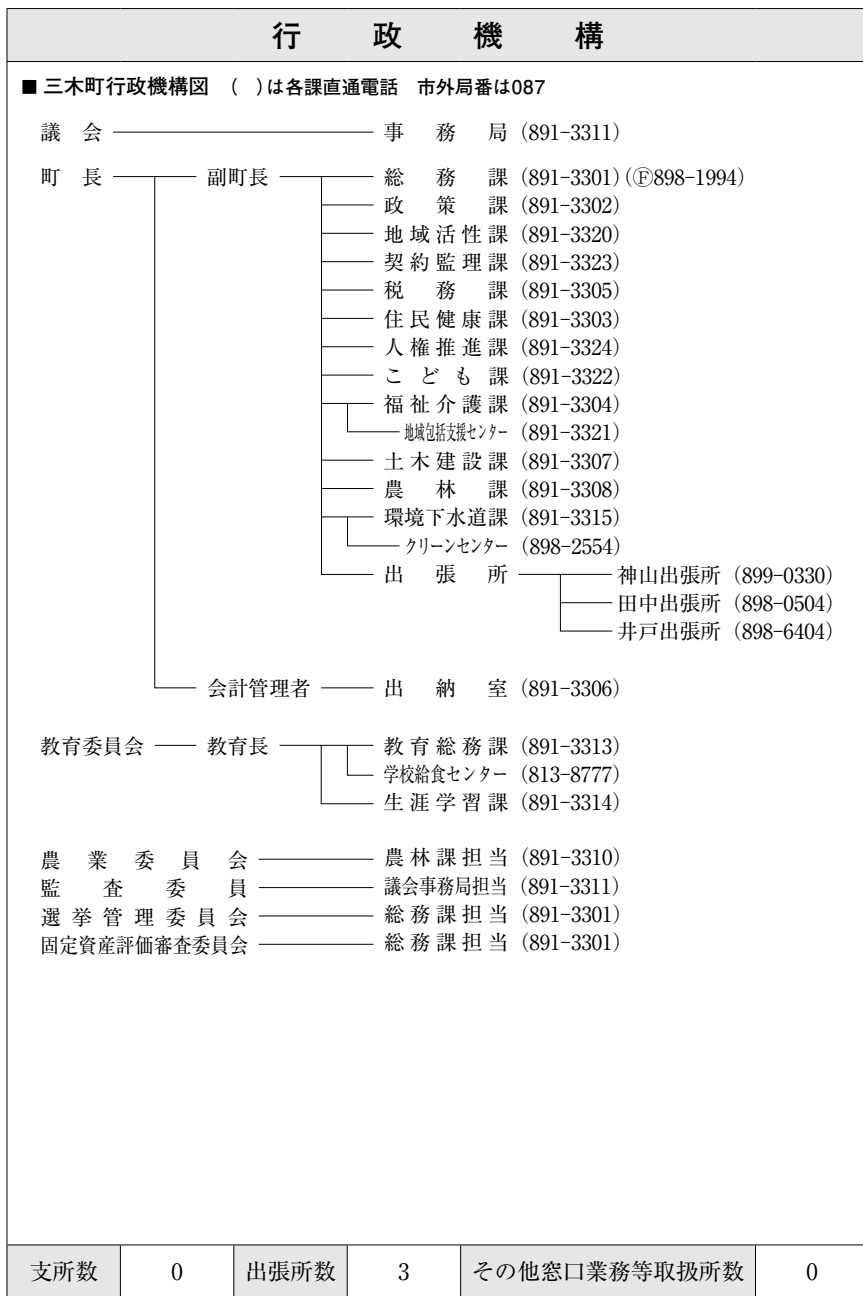 行政機構
■ 三木町行政機構図 ( )は各課直通電話 市外局番は087
議会 事務局 (891-3311)
町長 副町長 総務課 (891-3301) (Ⓕ898-1994)
政策課 (891-3302)
地域活性課 (891-3320)
契約監理課 (891-3323)
税務課 (891-3305)
住民健康課 (891-3303)
人権推進課 (891-3324)
こども課 (891-3322)
福祉介護課 (891-3304)
地域包括支援センター (891-3321)
土木建設課 (891-3307)
農林課 (891-3308)
環境下水道課 (891-3315)
クリーンセンター (898-2554)
出張所 神山出張所 (899-0330)
田中出張所 (898-0504)
井戸出張所 (898-6404)
会計管理者 出納室 (891-3306)
教育委員会 教育長 教育総務課 (891-3313)
学校給食センター (813-8777)
生涯学習課 (891-3314)
農業委員会 農林課担当 (891-3310)
監査委員 議会事務局担当 (891-3311)
選挙管理委員会 総務課担当 (891-3301)
固定資産評価審査委員会 総務課担当 (891-3301)
支所数 0 出張所数 3 その他窓口業務等取扱所数 0